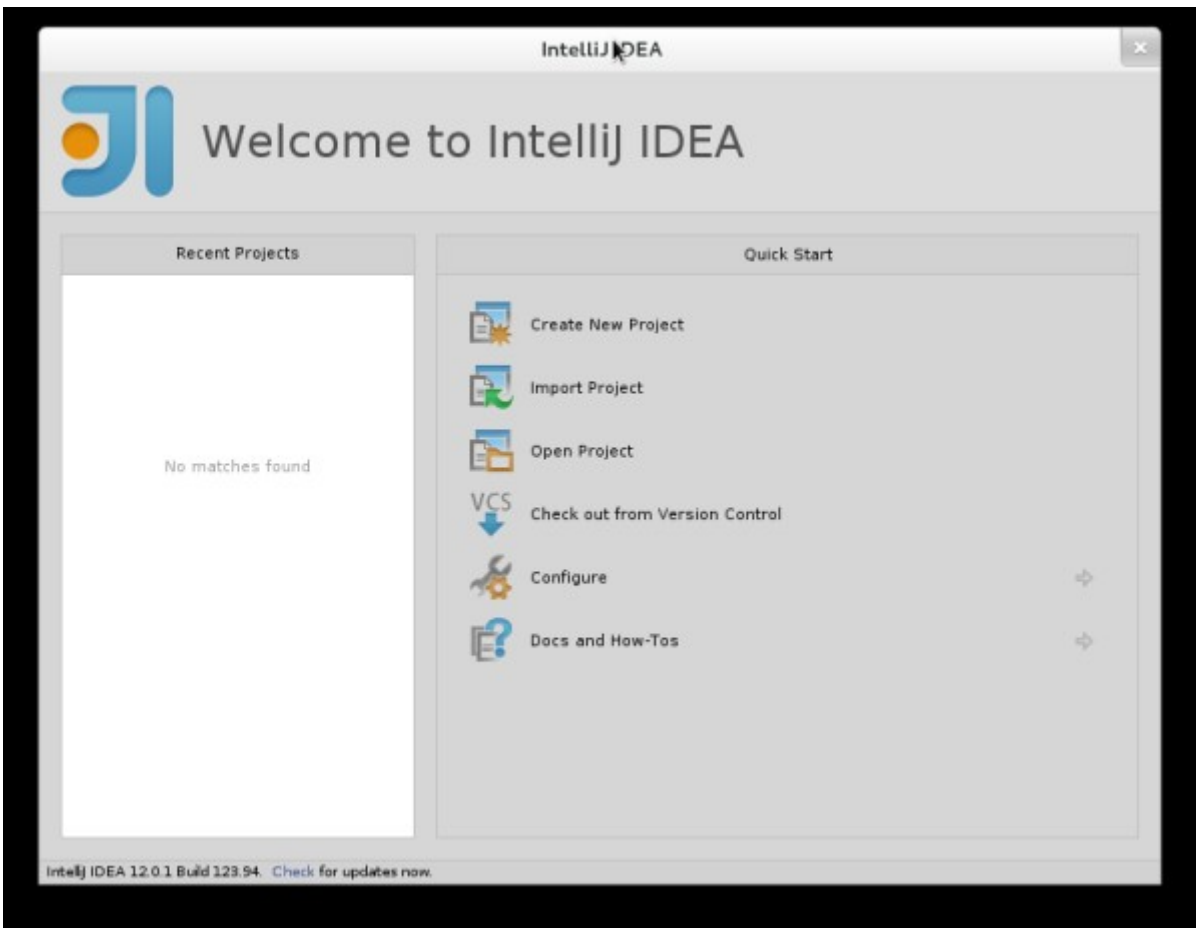 IntelliJ IDEA
Welcome to IntelliJ IDEA
Recent Projects
No matches found
Quick Start
Create New Project
Import Project
Open Project
VCS
Check out from Version Control
Configure
Docs and How-Tos
IntelliJ IDEA 12.0.1 Build 123.94. Check for updates now.